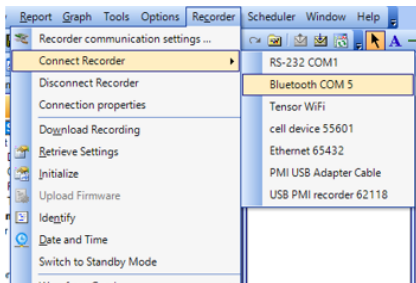 Report Graph Tools Options Recorder Scheduler Window Help
Recorder communication settings ...
Connect Recorder
RS-232 COM1
Disconnect Recorder
Bluetooth COM 5
Connection properties
Tensor WiFi
Download Recording
cell device 55601
Retrieve Settings
Ethernet 65432
Initialize
PMI USB Adapter Cable
Upload Firmware
USB PMI recorder 62118
Identify
Date and Time
Switch to Standby Mode